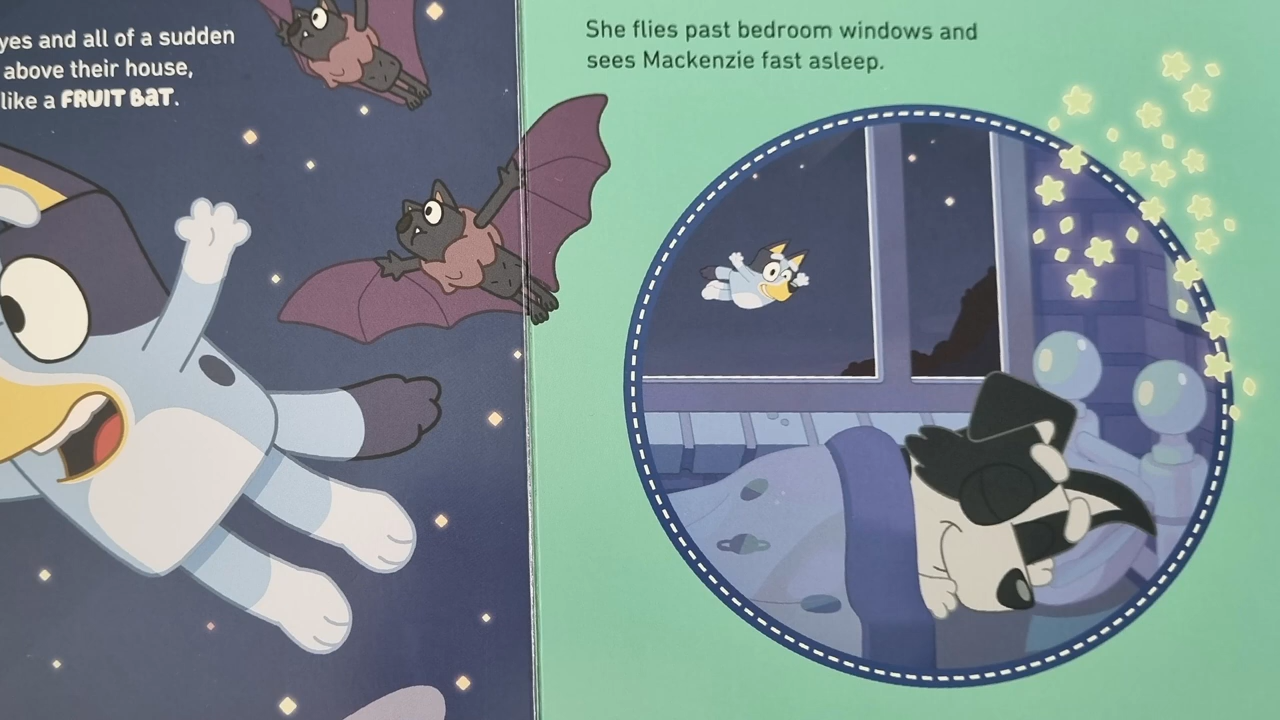 yes and all of a sudden
above their house,
like a FRUIT BAT.
She flies past bedroom windows and
sees Mackenzie fast asleep.